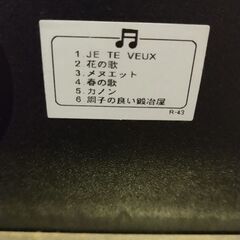 1 JE TE VEUX
2 花の歌
3 メヌエット
4 春の歌
5 カノン
6 調子の良い鍛冶屋
R-43